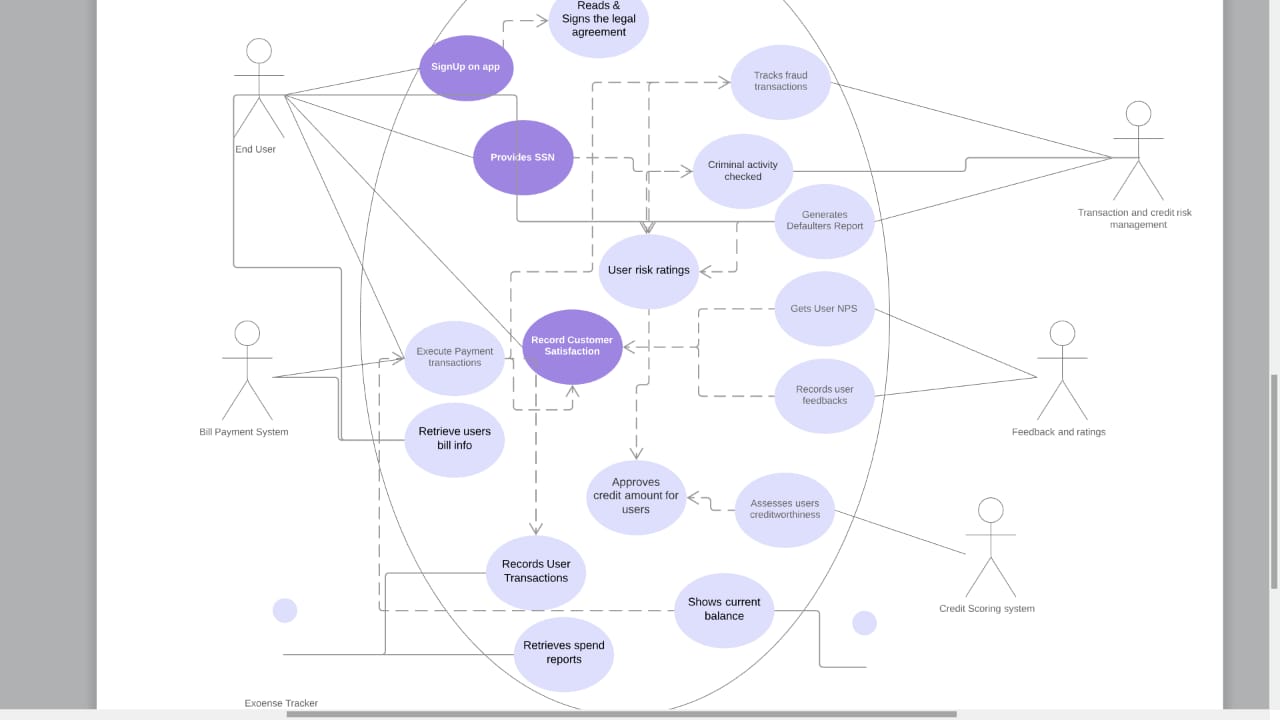 Reads &
Signs the legal
agreement
SignUp on app
Tracks fraud
transactions
End User
Provides SSN
Criminal activity
checked
Transaction and credit risk
management
Generates
Defaulters Report
User risk ratings
Gets User NPS
Record Customer
Satisfaction
Execute Payment
transactions
Records user
feedbacks
Bill Payment System
Retrieve users
bill info
Feedback and ratings
Approves
credit amount for
users
Assesses users
creditworthiness
Records User
Transactions
Shows current
balance
Credit Scoring system
Retrieves spend
reports
Expense Tracker